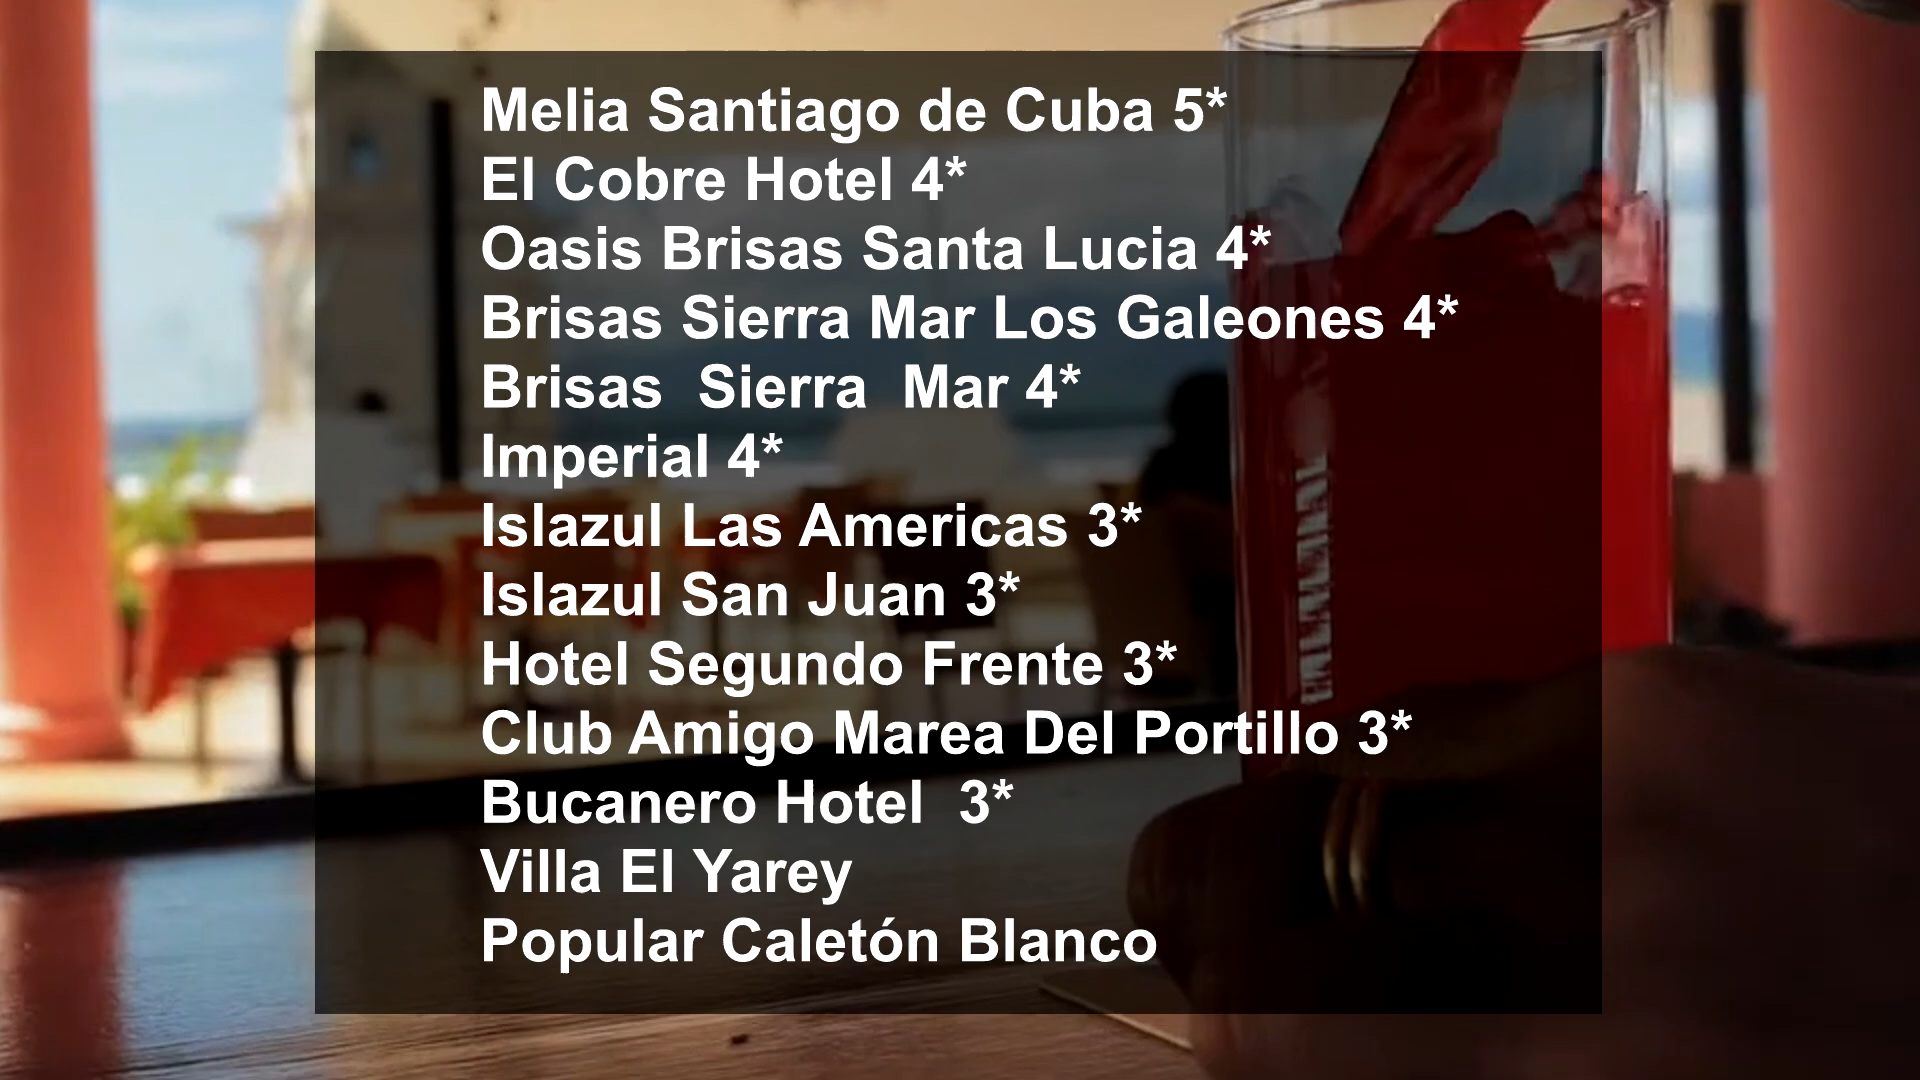 Melia Santiago de Cuba 5*
El Cobre Hotel 4*
Oasis Brisas Santa Lucia 4*
Brisas Sierra Mar Los Galeones 4*
Brisas  Sierra  Mar 4*
Imperial 4*
Islazul Las Americas 3*
Islazul San Juan 3*
Hotel Segundo Frente 3*
Club Amigo Marea Del Portillo 3*
Bucanero Hotel  3*
Villa El Yarey
Popular Caletón Blanco